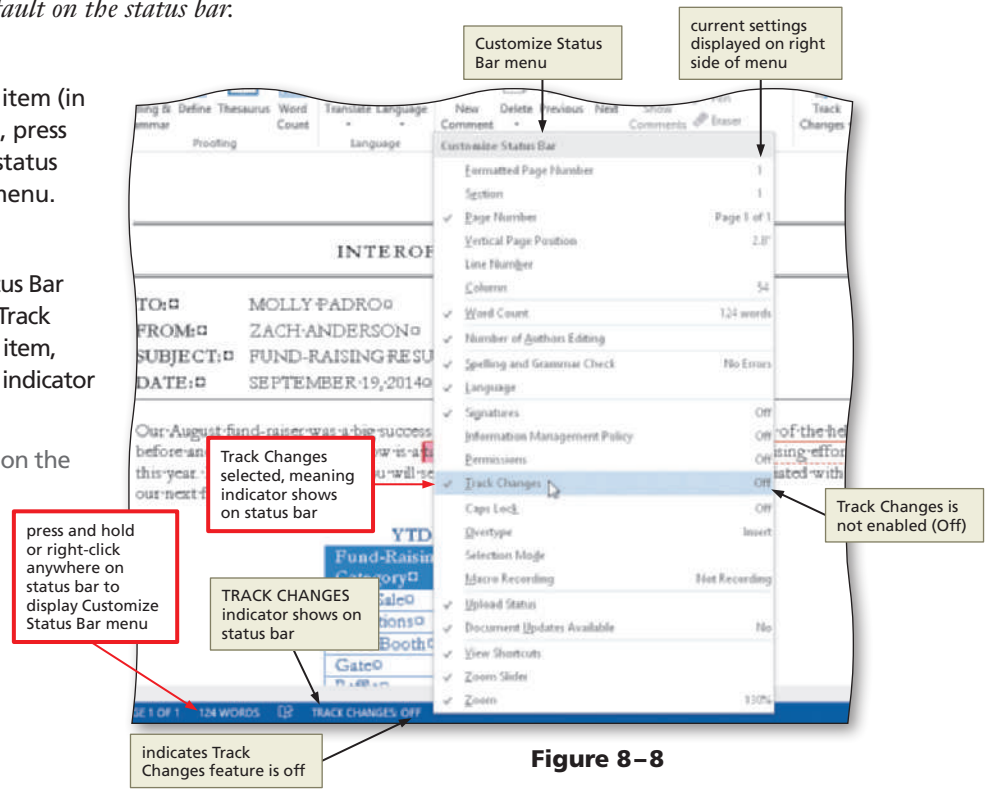 fault on the status bar.
item (in
, press
status
menu.
tus Bar
Track
item,
indicator
on the
Customize Status
Bar menu
current settings
displayed on right
side of menu
Define Thesaurus Word
Count
Translate Language
New Delete Previous Next Show
Comment Comments
Pen
Eraser
Track
Changes
Proofing
Language
Customize Status Bar
Formatted Page Number 1
Section 1
✓ Page Number Page 1 of 1
Vertical Page Position 2.8"
Line Number
Column 54
✓ Word Count 124 words
✓ Number of Authors Editing
✓ Spelling and Grammar Check No Errors
✓ Language
✓ Signatures Off
Information Management Policy Off
Permissions Off
✓ Track Changes Off
Caps Lock Off
Overtype Insert
Selection Mode
Macro Recording Not Recording
✓ Upload Status
✓ Document Updates Available No
✓ View Shortcuts
✓ Zoom Slider
✓ Zoom 130%
INTEROF
TO:¤ MOLLY·PADRO¤
FROM:¤ ZACH·ANDERSON¤
SUBJECT:¤ FUND-RAISING·RESU
DATE:¤ SEPTEMBER·19,·2014¤
Our·August·fund-raiser·was·a·big·success ·of·the·he
before·an ow·is·a ising·effor
this·year. u·will·se ated·with
our·next·f
YTD
Fund-Raisin
Category¤
Sale¤
tions¤
Booth
Gate¤
Track Changes
selected, meaning
indicator shows
on status bar
Track Changes is
not enabled (Off)
press and hold
or right-click
anywhere on
status bar to
display Customize
Status Bar menu
TRACK CHANGES
indicator shows on
status bar
GE 1 OF 1 124 WORDS TRACK CHANGES: OFF
indicates Track
Changes feature is off
Figure 8–8